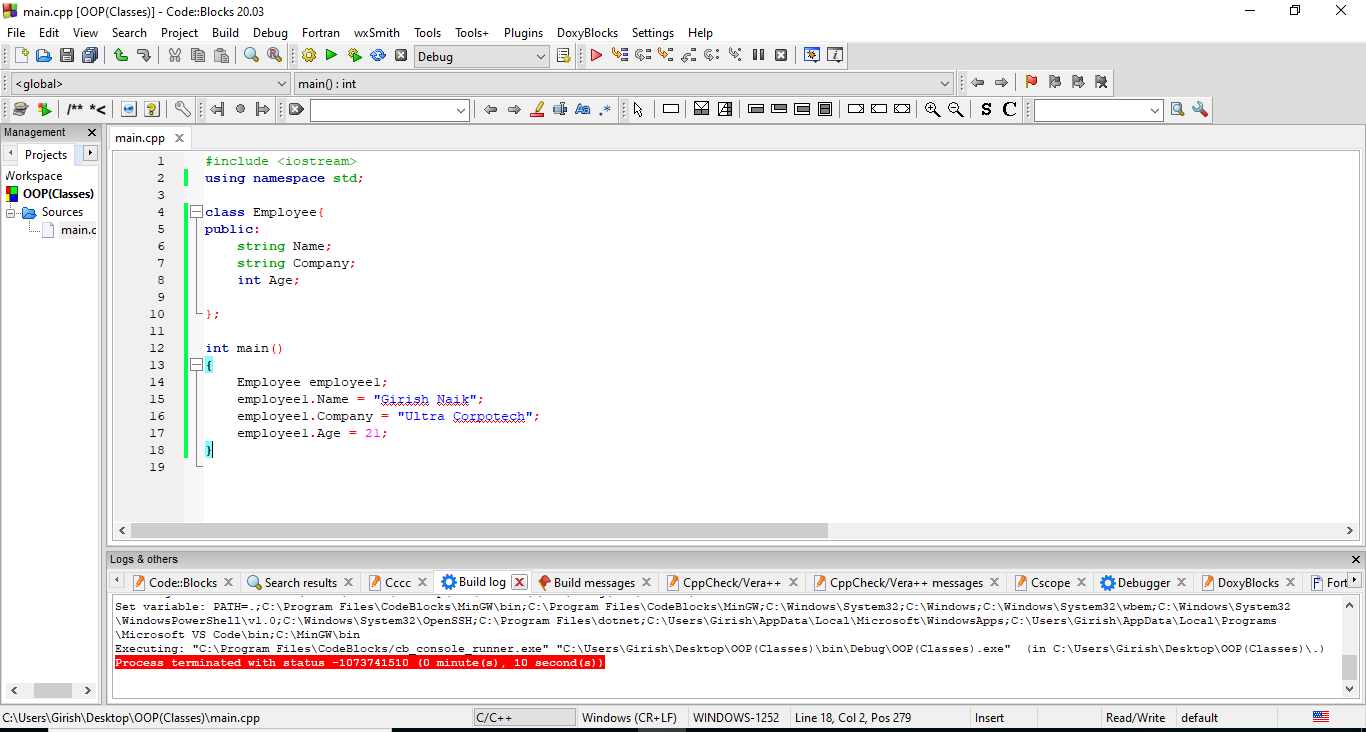 main.cpp [OOP(Classes)] - Code::Blocks 20.03
File Edit View Search Project Build Debug Fortran wxSmith Tools Tools+ Plugins DoxyBlocks Settings Help
Debug
<global> main() : int
/** *< Aa .* S C
Management
main.cpp
Projects
Workspace
OOP(Classes)
Sources
main.c
1 #include <iostream>
2 using namespace std;
3
4 class Employee{
5 public:
6 string Name;
7 string Company;
8 int Age;
9
10 };
11
12 int main()
13 {
14 Employee employee1;
15 employee1.Name = "Girish Naik";
16 employee1.Company = "Ultra Corpotech";
17 employee1.Age = 21;
18 }
19
Logs & others
Code::Blocks Search results Cccc Build log Build messages CppCheck/Vera++ CppCheck/Vera++ messages Cscope Debugger DoxyBlocks Fort
Set variable: PATH=.;C:\Program Files\CodeBlocks\MinGW\bin;C:\Program Files\CodeBlocks\MinGW;C:\Windows\System32;C:\Windows;C:\Windows\System32\wbem;C:\Windows\System32
\WindowsPowerShell\v1.0;C:\Windows\System32\OpenSSH;C:\Program Files\dotnet;C:\Users\Girish\AppData\Local\Microsoft\WindowsApps;C:\Users\Girish\AppData\Local\Programs
\Microsoft VS Code\bin;C:\MinGW\bin
Executing: "C:\Program Files\CodeBlocks/cb_console_runner.exe" "C:\Users\Girish\Desktop\OOP(Classes)\bin\Debug\OOP(Classes).exe" (in C:\Users\Girish\Desktop\OOP(Classes)\.)
Process terminated with status -1073741510 (0 minute(s), 10 second(s))
C:\Users\Girish\Desktop\OOP(Classes)\main.cpp C/C++ Windows (CR+LF) WINDOWS-1252 Line 18, Col 2, Pos 279 Insert Read/Write default